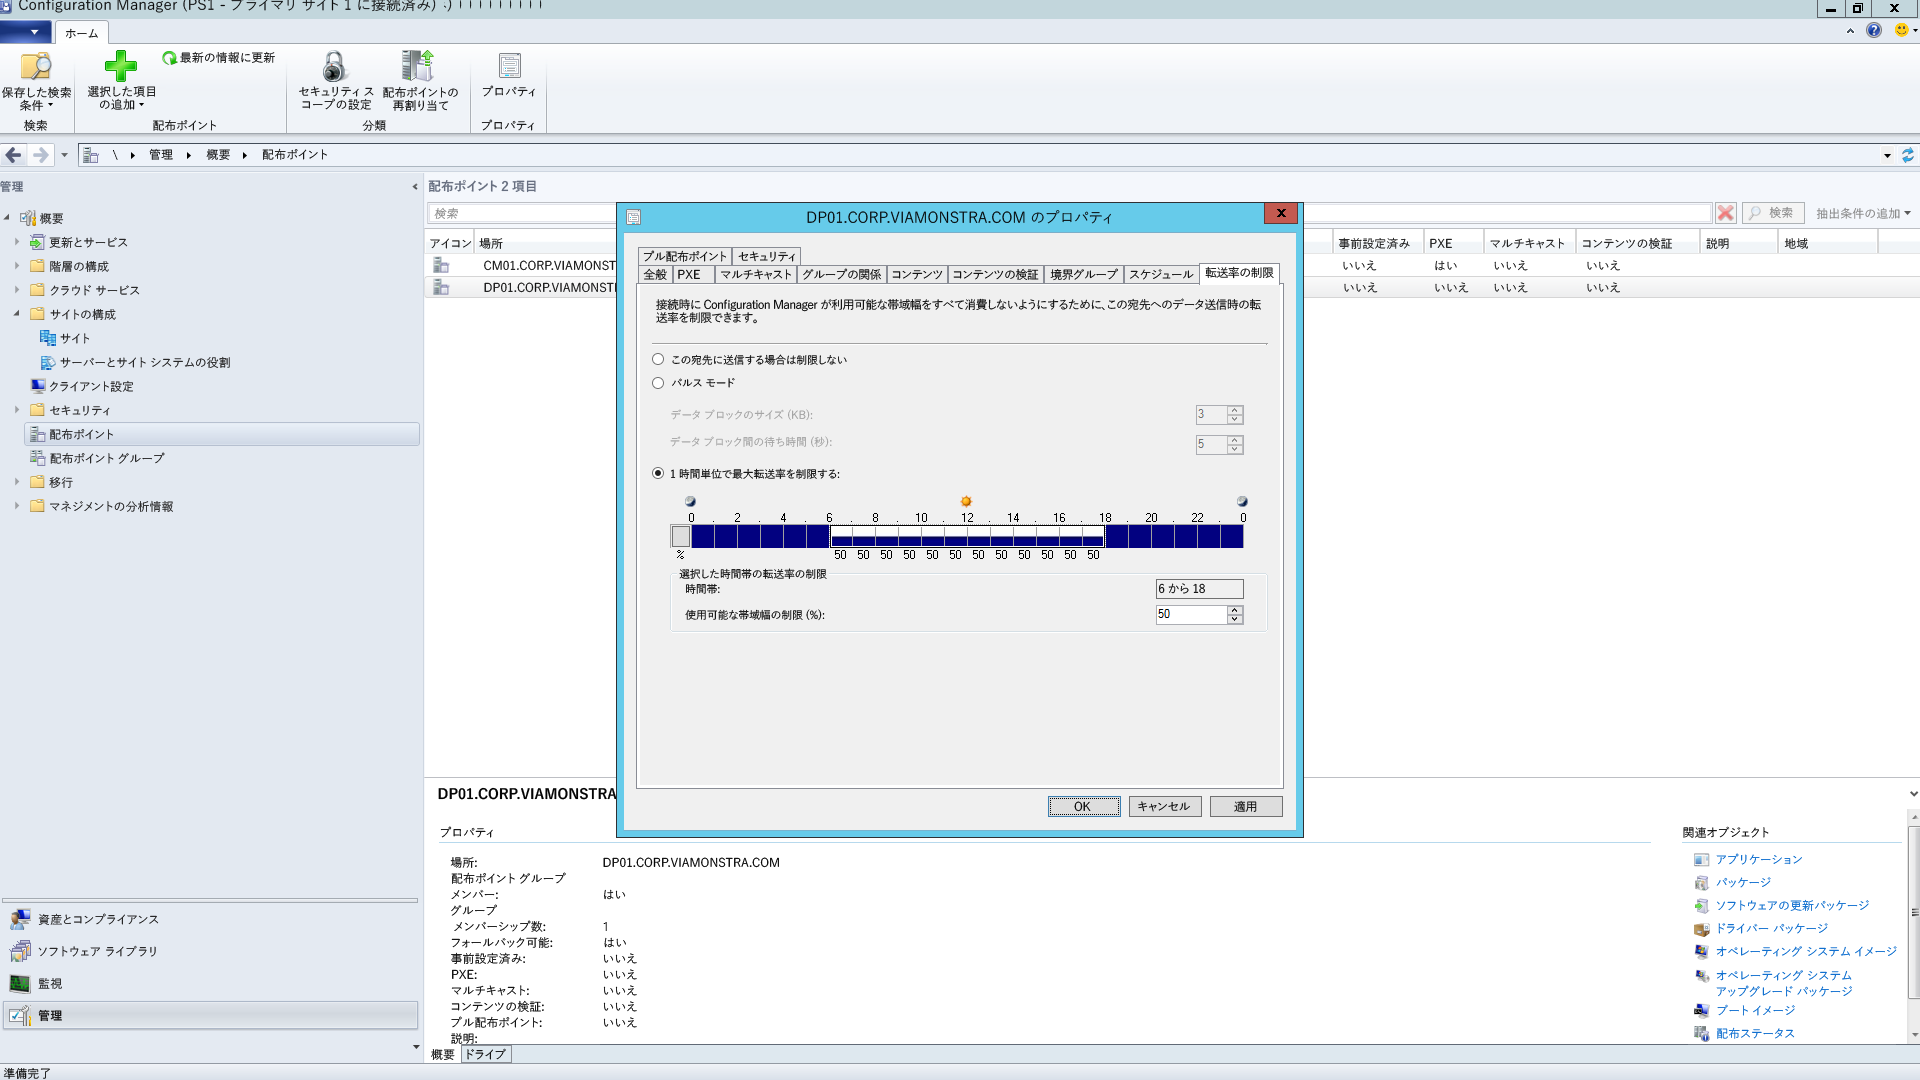 Configuration Manager (PS1 - プライマリ サイト 1 に接続済み)
ホーム
最新の情報に更新
保存した検索
条件
選択した項目
の追加
セキュリティ ス
コープの設定
配布ポイントの
再割り当て
プロパティ
検索
配布ポイント
分類
プロパティ
\ 管理 概要 配布ポイント
管理
配布ポイント 2 項目
検索
検索
抽出条件の追加
概要
更新とサービス
階層の構成
クラウド サービス
サイトの構成
サイト
サーバーとサイト システムの役割
クライアント設定
セキュリティ
配布ポイント
配布ポイント グループ
移行
マネジメントの分析情報
アイコン 場所 事前設定済み PXE マルチキャスト コンテンツの検証 説明 地域
CM01.CORP.VIAMONST いいえ はい いいえ いいえ
DP01.CORP.VIAMONST いいえ いいえ いいえ いいえ
DP01.CORP.VIAMONSTRA.COM のプロパティ
プル配布ポイント セキュリティ
全般 PXE マルチキャスト グループの関係 コンテンツ コンテンツの検証 境界グループ スケジュール 転送率の制限
接続時に Configuration Manager が利用可能な帯域幅をすべて消費しないようにするために、この宛先へのデータ送信時の転
送率を制限できます。
この宛先に送信する場合は制限しない
パルス モード
データ ブロックのサイズ (KB): 3
データ ブロック間の待ち時間 (秒): 5
1 時間単位で最大転送率を制限する:
0 . 2 . 4 . 6 . 8 . 10 . 12 . 14 . 16 . 18 . 20 . 22 . 0
% 50 50 50 50 50 50 50 50 50 50 50 50
選択した時間帯の転送率の制限
時間帯: 6 から 18
使用可能な帯域幅の制限 (%): 50
OK キャンセル 適用
DP01.CORP.VIAMONSTRA
プロパティ
場所: DP01.CORP.VIAMONSTRA.COM
配布ポイント グループ
メンバー: はい
グループ
メンバーシップ数: 1
フォールバック可能: はい
事前設定済み: いいえ
PXE: いいえ
マルチキャスト: いいえ
コンテンツの検証: いいえ
プル配布ポイント: いいえ
説明:
関連オブジェクト
アプリケーション
パッケージ
ソフトウェアの更新パッケージ
ドライバー パッケージ
オペレーティング システム イメージ
オペレーティング システム
アップグレード パッケージ
ブート イメージ
配布ステータス
資産とコンプライアンス
ソフトウェア ライブラリ
監視
管理
概要 ドライブ
準備完了